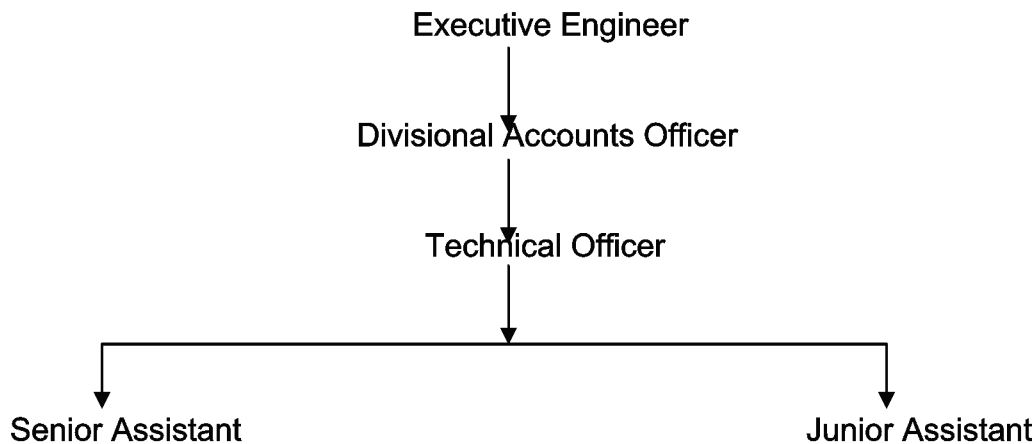 Executive Engineer
Divisional Accounts Officer
Technical Officer
Senior Assistant
Junior Assistant